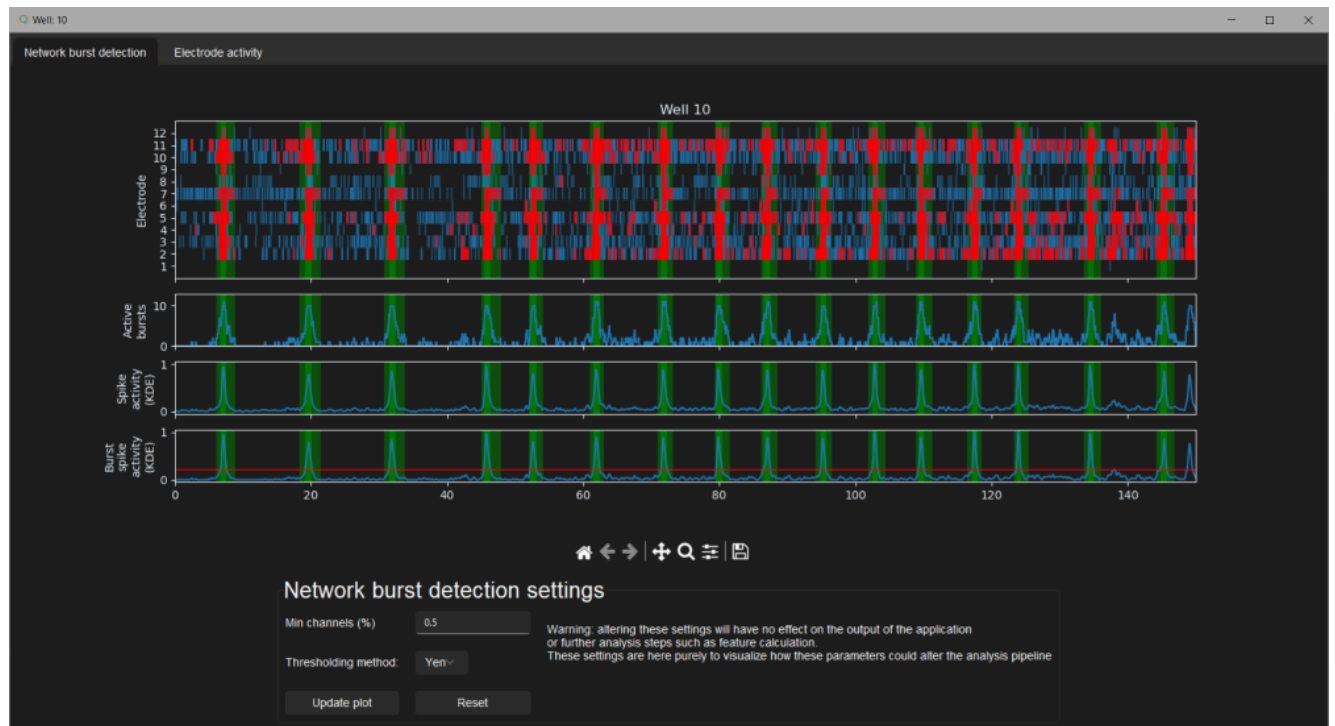 Well: 10
Network burst detection Electrode activity
Well 10
Electrode
12
11
10
9
8
7
6
5
4
3
2
1
Active
bursts
10
0
Spike
activity
(KDE)
1
0
Burst
spike
activity
(KDE)
1
0
0 20 40 60 80 100 120 140
Network burst detection settings
Min channels (%) 0.5
Warning: altering these settings will have no effect on the output of the application
or further analysis steps such as feature calculation.
These settings are here purely to visualize how these parameters could alter the analysis pipeline
Thresholding method: Yen
Update plot Reset